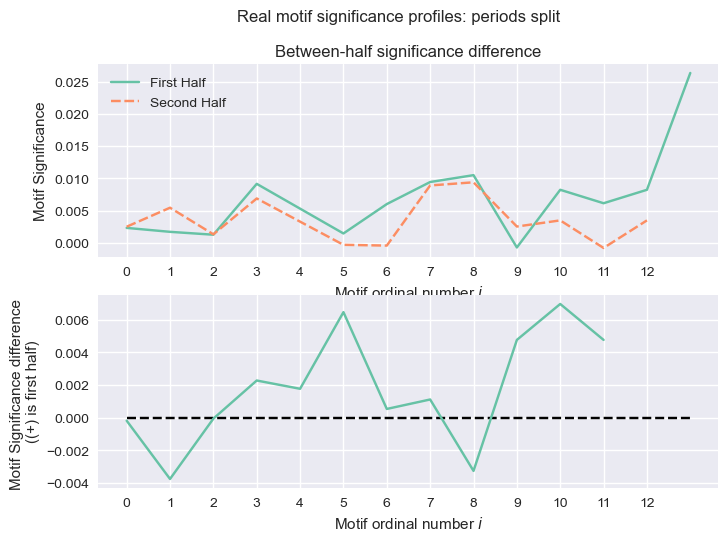 Real motif significance profiles: periods split
Between-half significance difference
Motif Significance
0.025
0.020
0.015
0.010
0.005
0.000
First Half
Second Half
0 1 2 3 4 5 6 7 8 9 10 11 12
Motif ordinal number i
Motif Significance difference
((+) is first half)
0.006
0.004
0.002
0.000
−0.002
−0.004
0 1 2 3 4 5 6 7 8 9 10 11 12
Motif ordinal number i